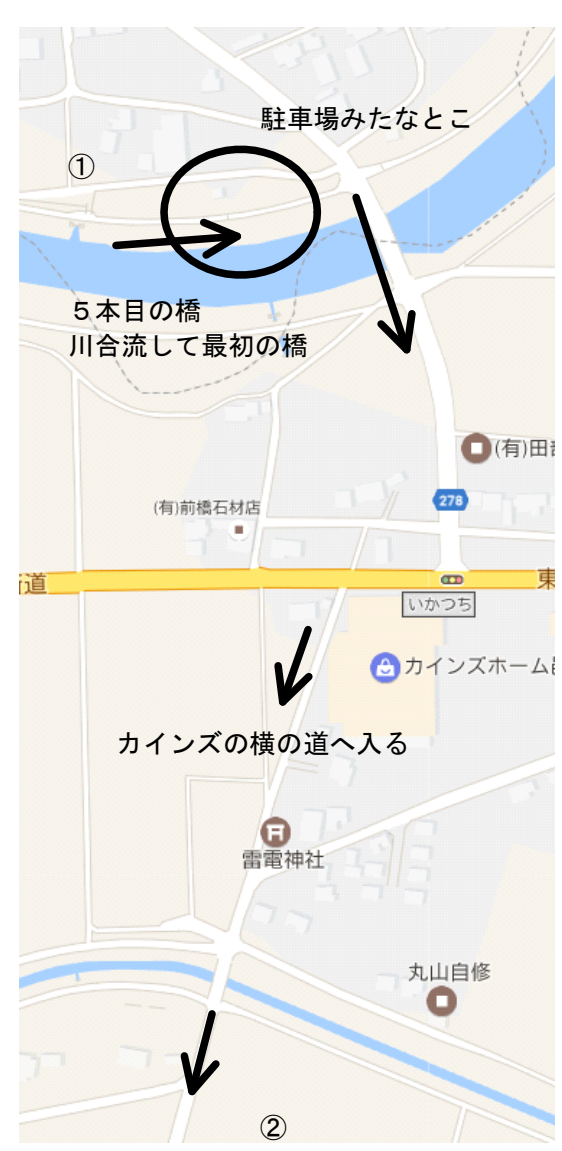 駐車場みたなとこ
①
５本目の橋
川合流して最初の橋
(有)田
278
(有)前橋石材店
道
東
いかつち
カインズホーム
カインズの横の道へ入る
雷電神社
丸山自修
②